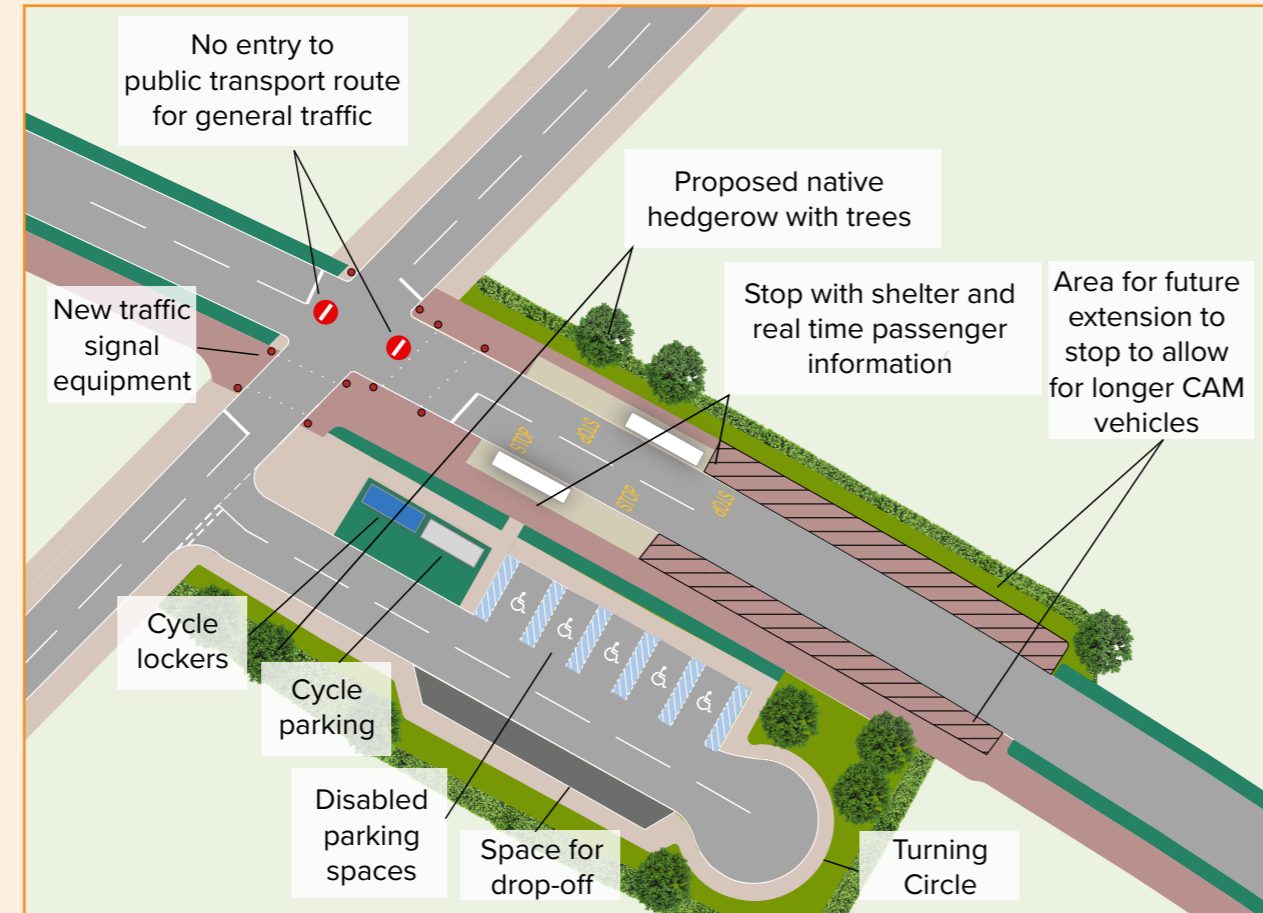 No entry to
public transport route
for general traffic
Proposed native
hedgerow with trees
Stop with shelter and
real time passenger
information
Area for future
extension to
stop to allow
for longer CAM
vehicles
New traffic
signal
equipment
STOP
STOP
STOP
STOP
Cycle
lockers
Cycle
parking
Disabled
parking
spaces
Space for
drop-off
Turning
Circle